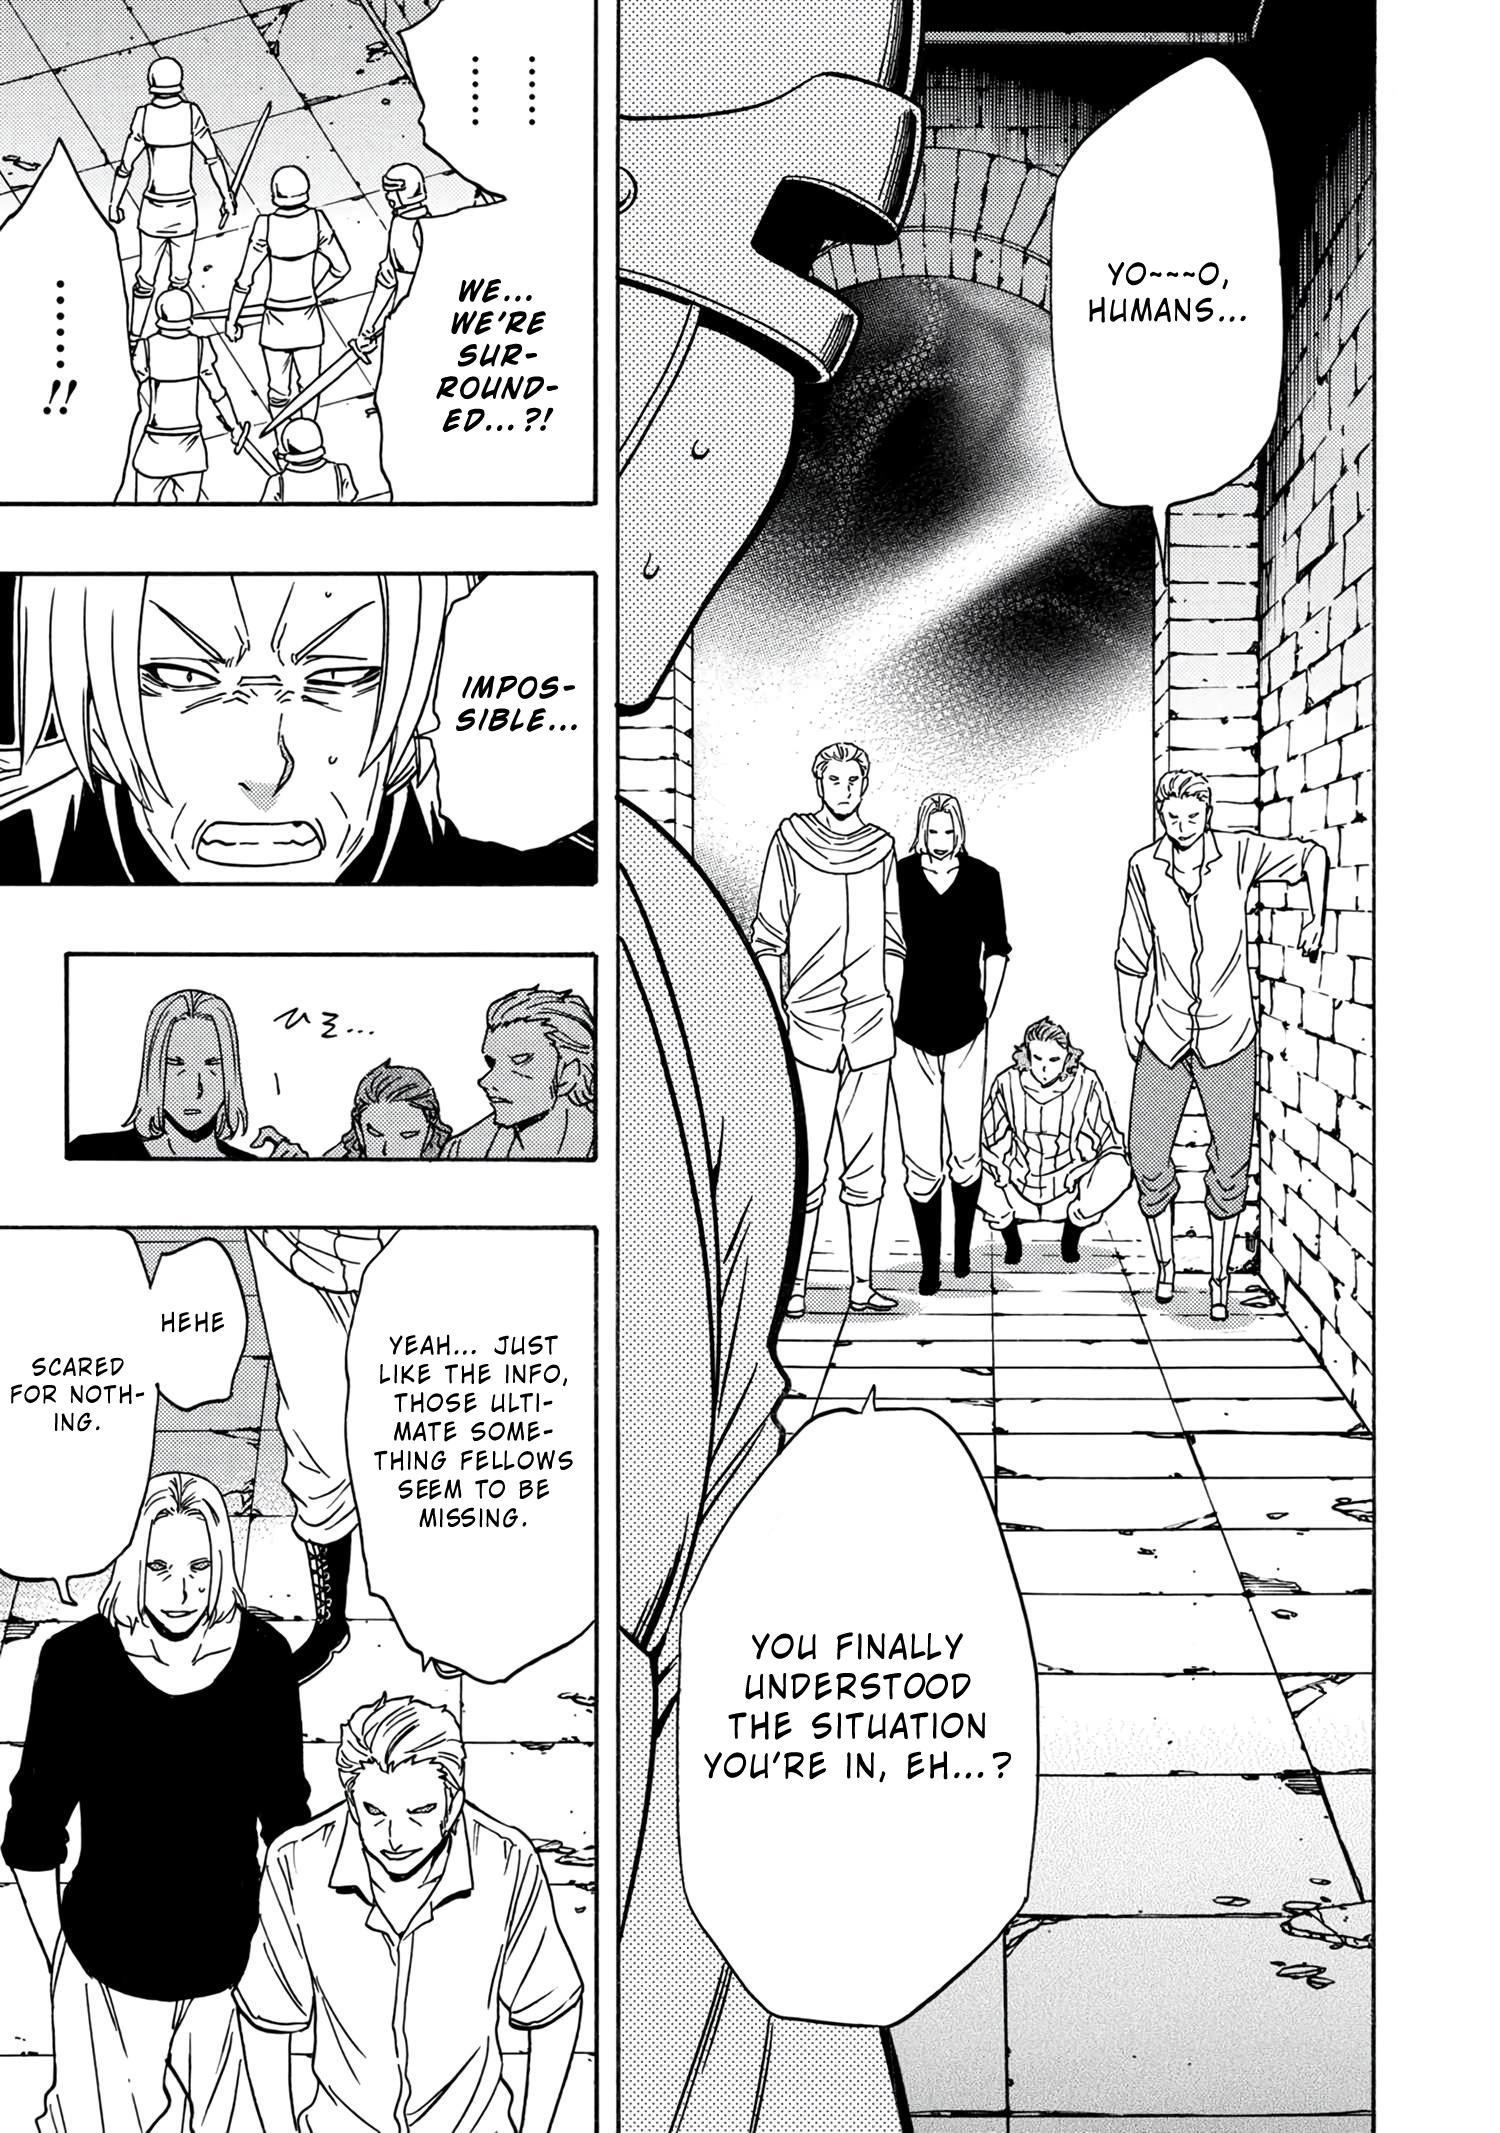 YO~~~O,
HUMANS...
YOU FINALLY
UNDERSTOOD
THE SITUATION
YOU'RE IN, EH...?
......
......
WE...
WE'RE
SUR-
ROUND-
ED...?!
......!!
IMPOS-
SIBLE...
ひそ...
YEAH... JUST
LIKE THE INFO,
THOSE ULTI-
MATE SOME-
THING FELLOWS
SEEM TO BE
MISSING.
HEHE
SCARED
FOR NOTH-
ING.